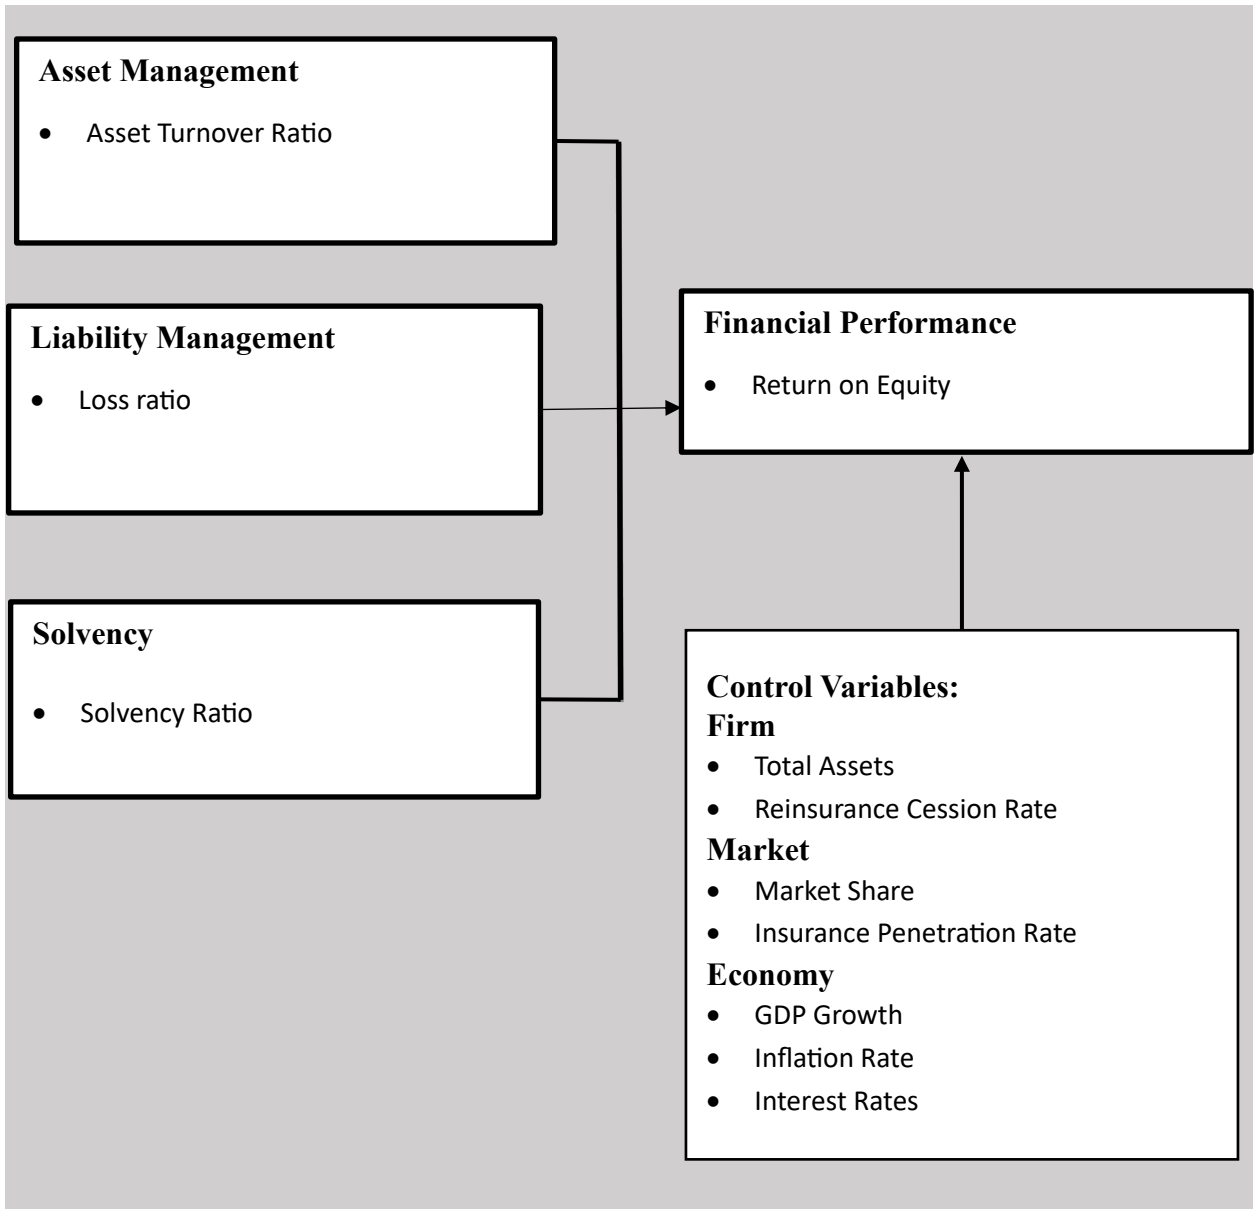 Asset Management
• Asset Turnover Ratio
Liability Management
• Loss ratio
Solvency
• Solvency Ratio
Financial Performance
• Return on Equity
Control Variables:
Firm
• Total Assets
• Reinsurance Cession Rate
Market
• Market Share
• Insurance Penetration Rate
Economy
• GDP Growth
• Inflation Rate
• Interest Rates